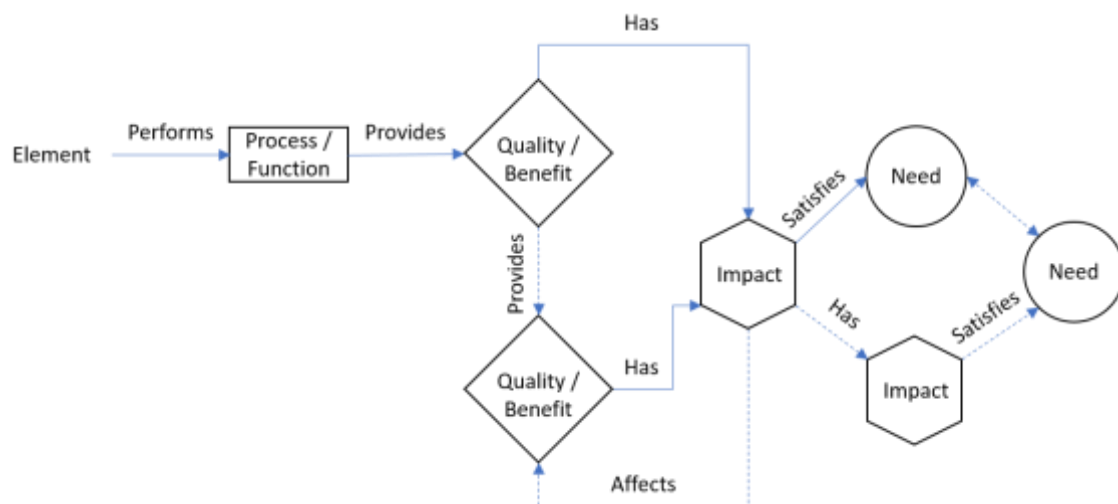 Has
Performs
Provides
Element
Process /
Function
Quality /
Benefit
Need
Satisfies
Provides
Impact
Need
Has
Satisfies
Quality /
Benefit
Has
Impact
Affects